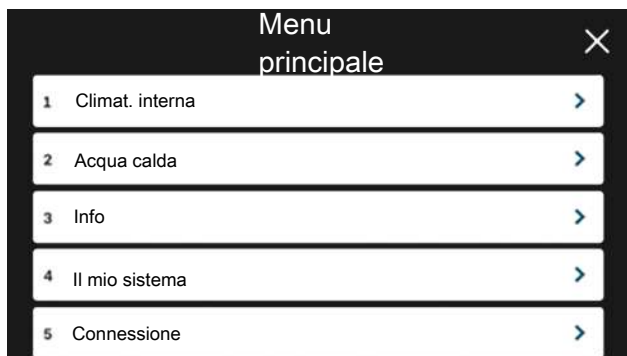 Menu
principale
1 Climat. interna
2 Acqua calda
3 Info
4 Il mio sistema
5 Connessione